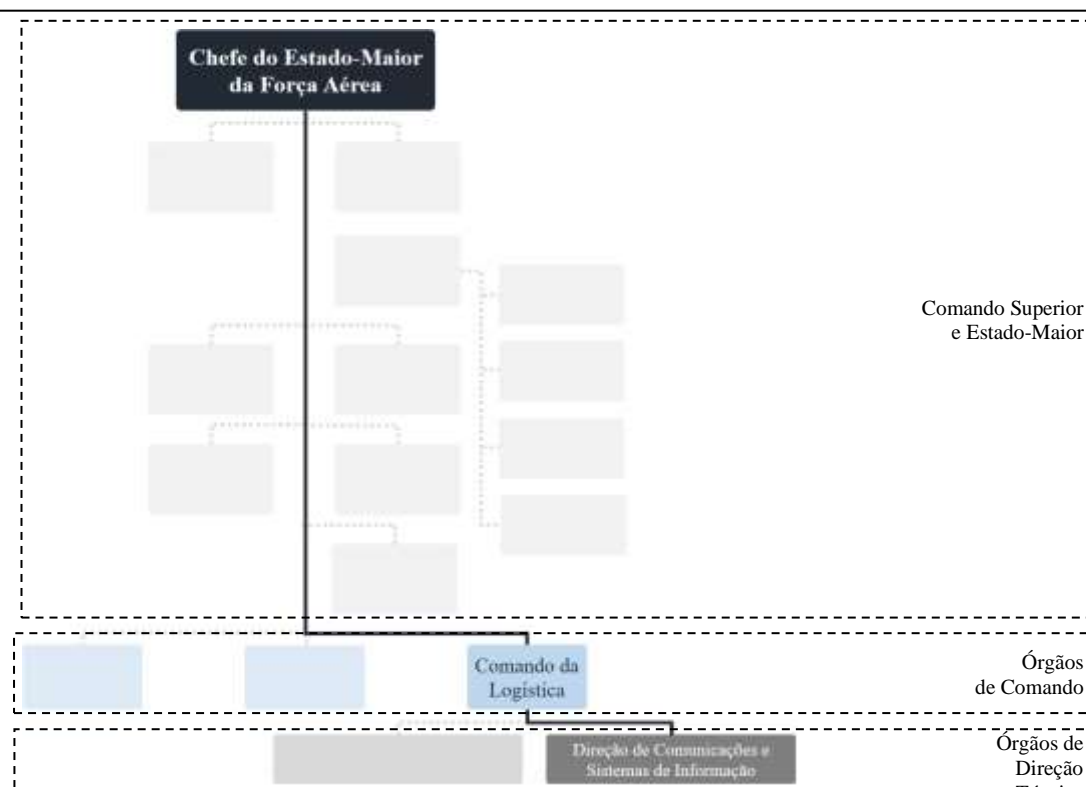 Chefe do Estado-Maior
da Força Aérea
Comando Superior
e Estado-Maior
Comando da
Logística
Órgãos
de Comando
Direção de Comunicações e
Sistemas de Informação
Órgãos de
Direção